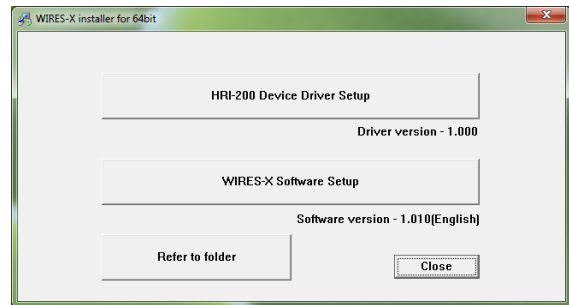 WIRES-X installer for 64bit
HRI-200 Device Driver Setup
Driver version - 1.000
WIRES-X Software Setup
Software version - 1.010(English)
Refer to folder
Close